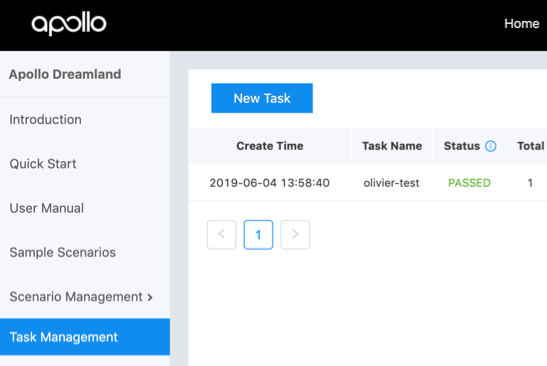 apollo
Home
Apollo Dreamland
Introduction
Quick Start
User Manual
Sample Scenarios
Scenario Management
Task Management
New Task
Create Time Task Name Status Total
2019-06-04 13:58:40 olivier-test PASSED 1
1